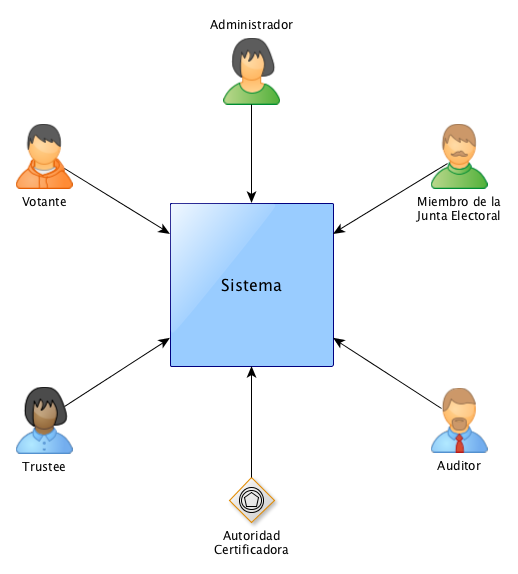 Administrador
Votante
Miembro de la
Junta Electoral
Sistema
Trustee
Auditor
Autoridad
Certificadora